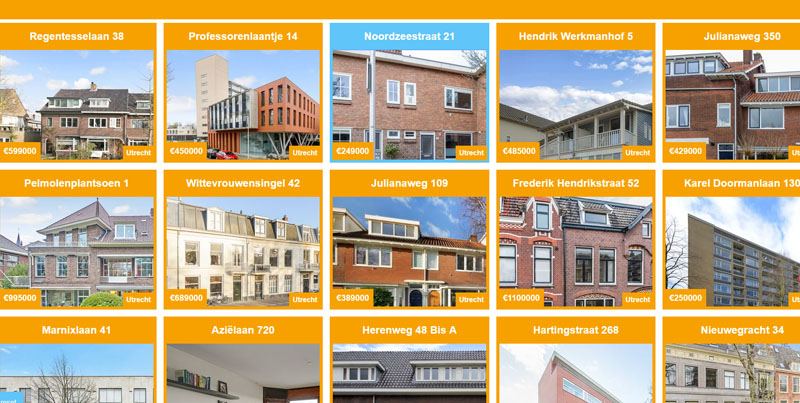 Regentesselaan 38
Professorenlaantje 14
Noordzeestraat 21
Hendrik Werkmanhof 5
Julianaweg 350
€599000 Utrecht
€450000 Utrecht
€249000 Utrecht
€485000 Utrecht
€429000 Utrecht
Pelmolenplantsoen 1
Wittevrouwensingel 42
Julianaweg 109
Frederik Hendrikstraat 52
Karel Doormanlaan 130
€995000 Utrecht
€689000 Utrecht
€389000 Utrecht
€1100000 Utrecht
€250000 Utrecht
Marnixlaan 41
Aziëlaan 720
Herenweg 48 Bis A
Hartingstraat 268
Nieuwegracht 34